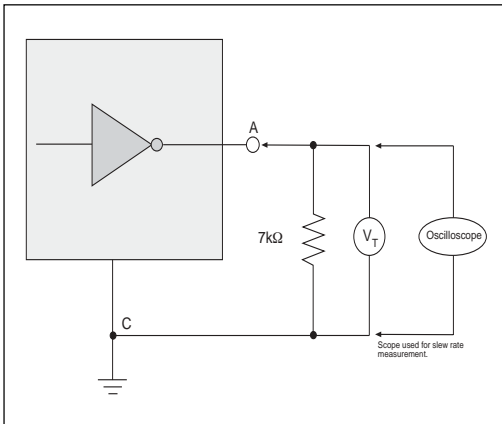 A
7kΩ
VT
Oscilloscope
C
Scope used for slew rate
measurement.